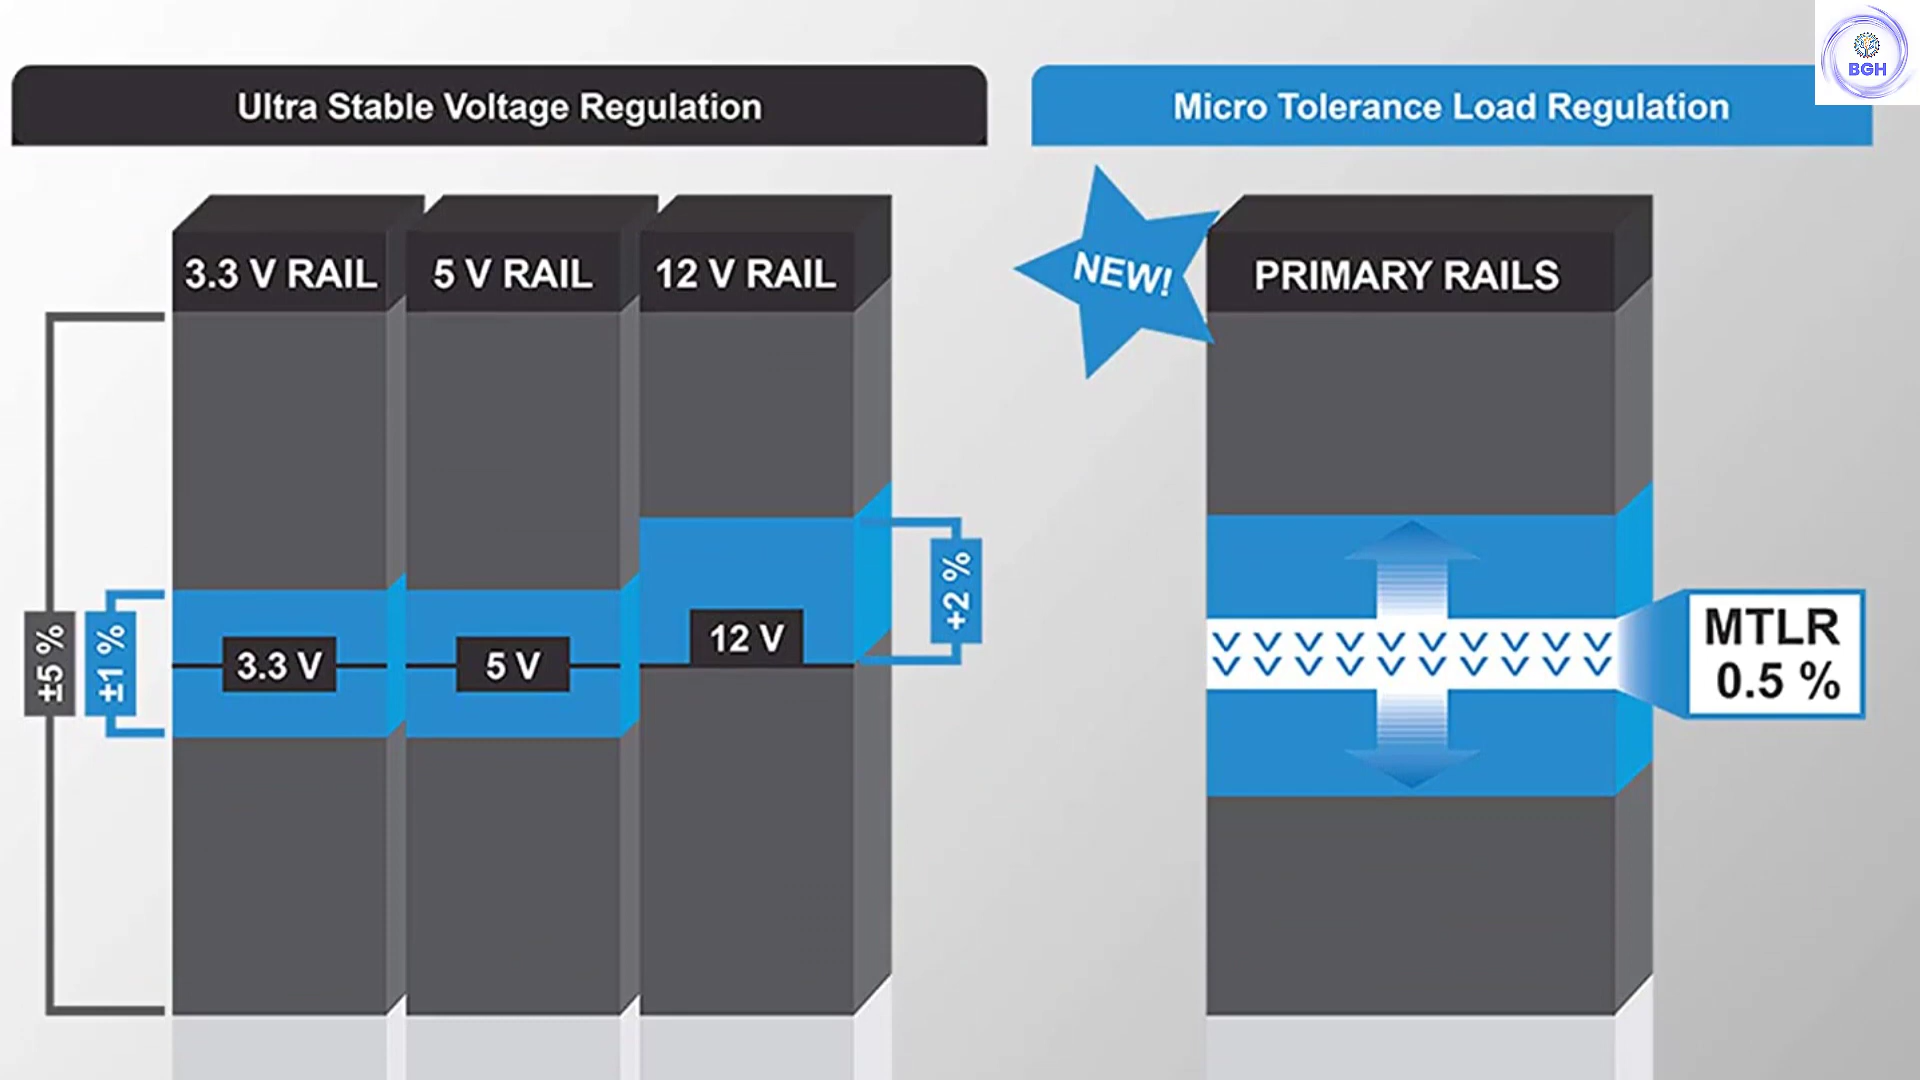 BGH
Ultra Stable Voltage Regulation
3.3 V RAIL
5 V RAIL
12 V RAIL
±5 %
±1 %
3.3 V
5 V
12 V
+2 %
Micro Tolerance Load Regulation
NEW!
PRIMARY RAILS
MTLR
0.5 %